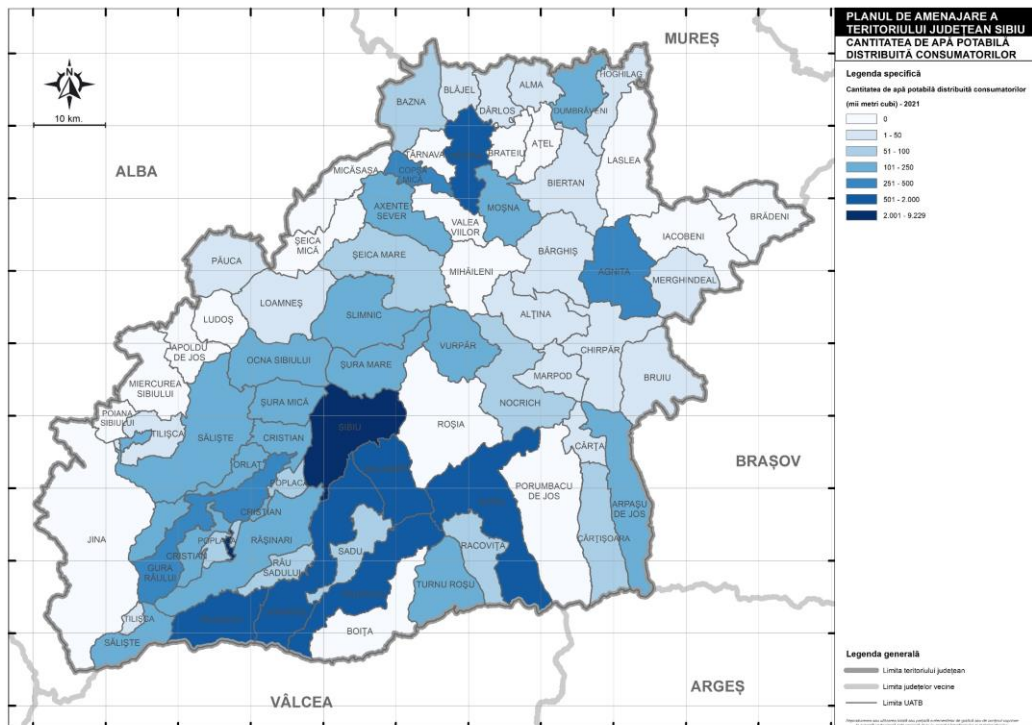 PLANUL DE AMENAJARE A
TERITORIULUI JUDEȚEAN SIBIU
CANTITATEA DE APĂ POTABILĂ
DISTRIBUITĂ CONSUMATORILOR
Legenda specifică
Cantitatea de apă potabilă distribuită consumatorilor
(mii metri cubi) - 2021
0
1 - 50
51 - 100
101 - 250
251 - 500
501 - 2.000
2.001 - 9.229
MUREȘ
N
10 km.
ALBA
HOGHILAG
ALMA
BLĂJEL
BAZNA
DÂRLOS
DUMBRĂVENI
TÂRNAVA
BRATEIU
AȚEL
LASLEA
MICĂSASA
COPȘA
MICĂ
BIERTAN
AXENTE
SEVER
MOȘNA
BRĂDENI
VALEA
VIILOR
IACOBENI
ȘEICA
MICĂ
ȘEICA MARE
BÂRGHIȘ
PĂUCA
MIHĂILENI
AGNITA
MERGHINDEAL
LOAMNEȘ
LUDOȘ
SLIMNIC
ALȚINA
APOLDU
DE JOS
VURPĂR
CHIRPĂR
OCNA SIBIULUI
ȘURA MARE
MARPOD
BRUIU
MIERCUREA
SIBIULUI
ȘURA MICĂ
NOCRICH
POIANA
SIBIULUI
TILIȘCA
SĂLIȘTE
CRISTIAN
SIBIU
ROȘIA
CÂRȚA
ORLAT
BRAȘOV
POPLACA
PORUMBACU
DE JOS
CRISTIAN
ARPAȘU
DE JOS
JINA
POPLACA
RĂȘINARI
CRISTIAN
SADU
RACOVIȚA
CÂRȚIȘOARA
GURA
RÂULUI
RÂU
SADULUI
TURNU ROȘU
TILIȘCA
BOIȚA
SĂLIȘTE
VÂLCEA
ARGEȘ
Legenda generală
Limita teritoriului județean
Limita județelor vecine
Limita UATB